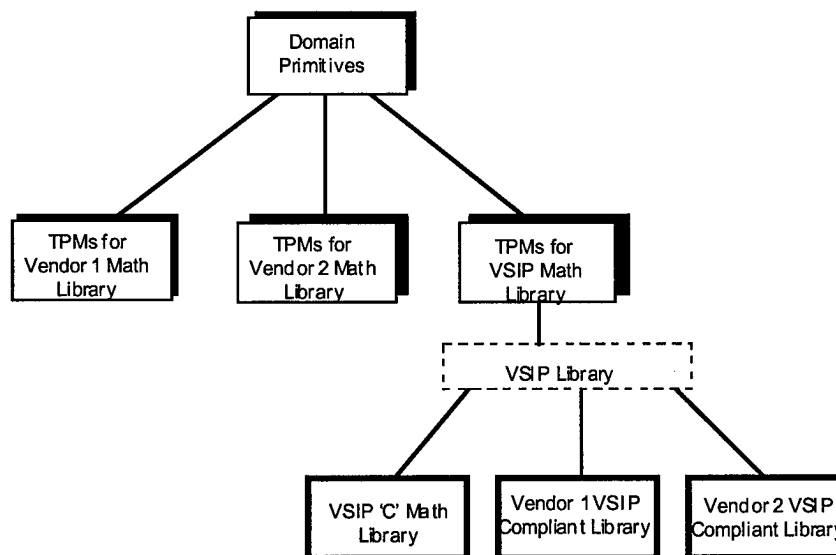 Domain
Primitives
TPMs for
Vendor 1 Math
Library
TPMs for
Vendor 2 Math
Library
TPMs for
VSIP Math
Library
VSIP Library
VSIP 'C' Math
Library
Vendor 1 VSIP
Compliant Library
Vendor 2 VSIP
Compliant Library